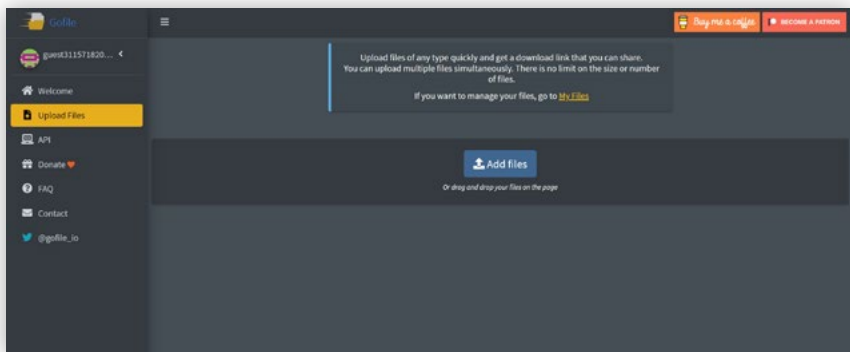 Gofile
Buy me a coffee
BECOME A PATRON
guest311571820...
Welcome
Upload Files
API
Donate
FAQ
Contact
@gofile_io
Upload files of any type quickly and get a download link that you can share.
You can upload multiple files simultaneously. There is no limit on the size or number
of files.
If you want to manage your files, go to My Files
Add files
Or drag and drop your files on the page